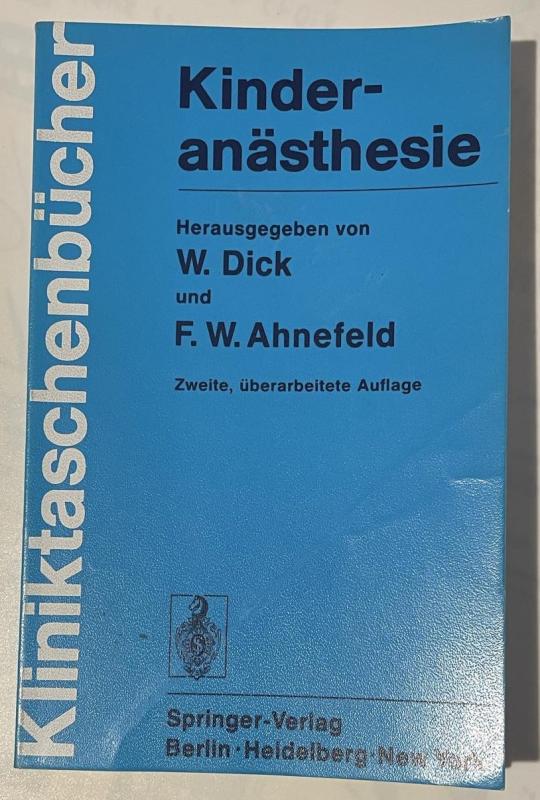 Kliniktaschenbücher
Kinder-
anästhesie
Herausgegeben von
W. Dick
und
F. W. Ahnefeld
Zweite, überarbeitete Auflage
Springer-Verlag
Berlin · Heidelberg · New York